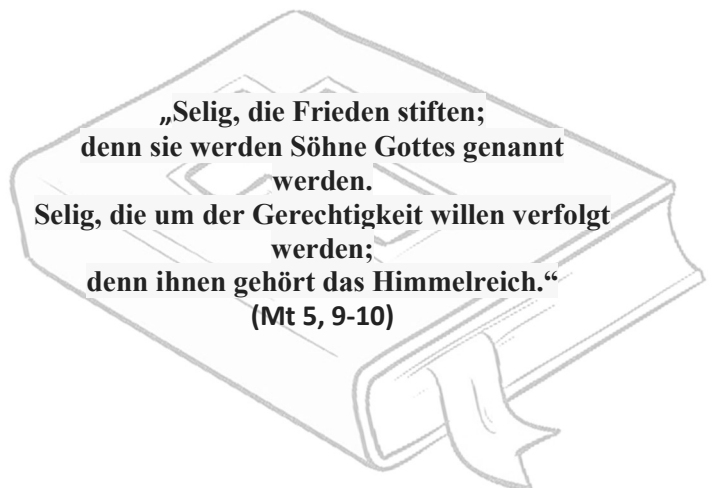 „Selig, die Frieden stiften;
denn sie werden Söhne Gottes genannt
werden.
Selig, die um der Gerechtigkeit willen verfolgt
werden;
denn ihnen gehört das Himmelreich.“
(Mt 5, 9-10)